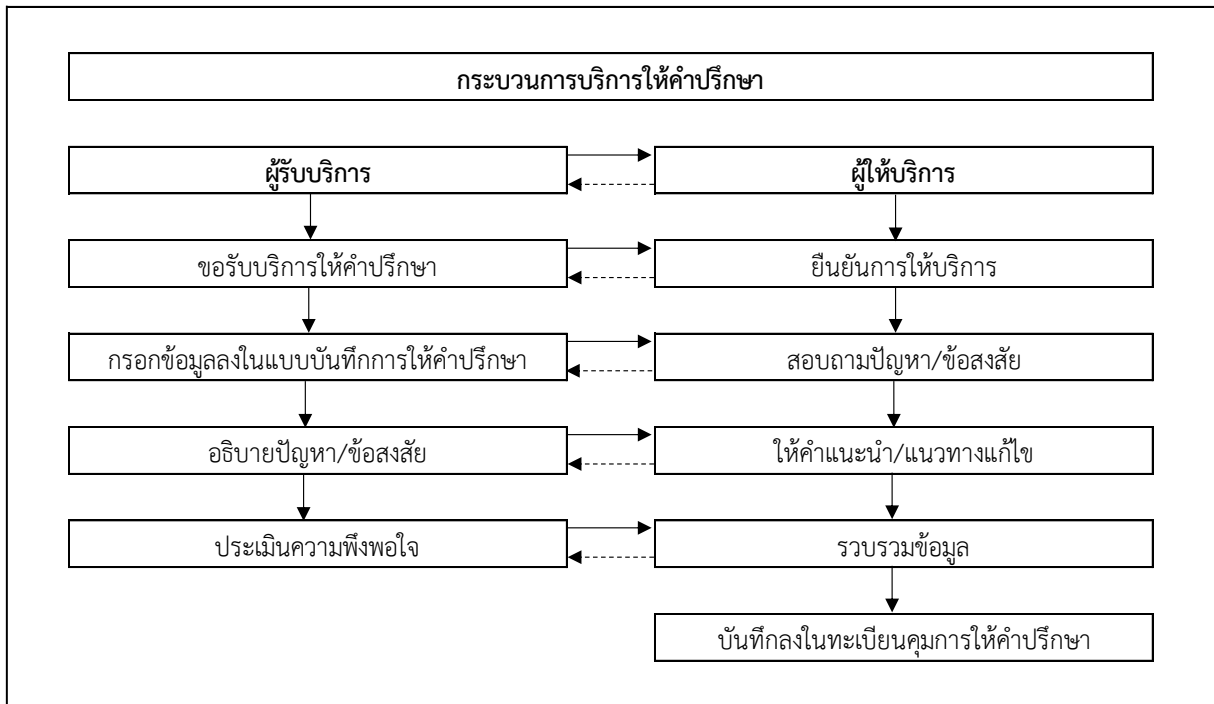 กระบวนการบริการให้คำปรึกษา
ผู้รับบริการ
ผู้ให้บริการ
ขอรับบริการให้คำปรึกษา
ยืนยันการให้บริการ
กรอกข้อมูลลงในแบบบันทึกการให้คำปรึกษา
สอบถามปัญหา/ข้อสงสัย
อธิบายปัญหา/ข้อสงสัย
ให้คำแนะนำ/แนวทางแก้ไข
ประเมินความพึงพอใจ
รวบรวมข้อมูล
บันทึกลงในทะเบียนคุมการให้คำปรึกษา